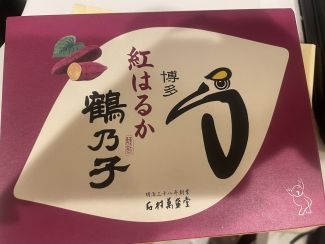 博多
紅はるか
鶴乃子
明治三十八年創業
石村萬盛堂